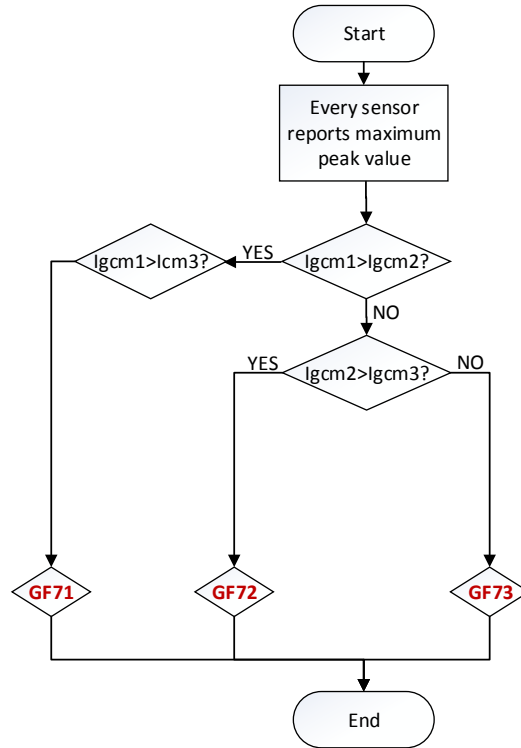 Start
Every sensor
reports maximum
peak value
Igcm1>Icm3?
YES
Igcm1>Igcm2?
NO
YES
Igcm2>Igcm3?
NO
GF71
GF72
GF73
End